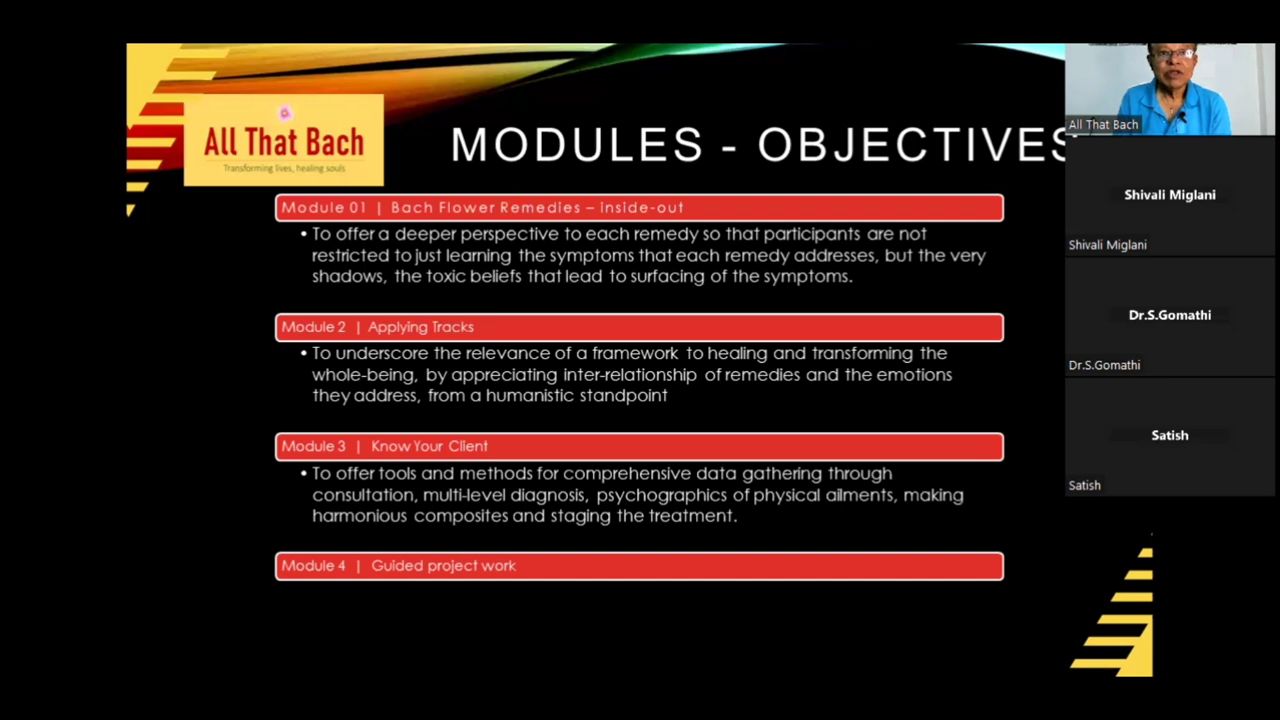 All That Bach
Transforming lives, healing souls
MODULES - OBJECTIVES
Module 01 | Bach Flower Remedies – inside-out
• To offer a deeper perspective to each remedy so that participants are not
restricted to just learning the symptoms that each remedy addresses, but the very
shadows, the toxic beliefs that lead to surfacing of the symptoms.
Module 2 | Applying Tracks
• To underscore the relevance of a framework to healing and transforming the
whole-being, by appreciating inter-relationship of remedies and the emotions
they address, from a humanistic standpoint
Module 3 | Know Your Client
• To offer tools and methods for comprehensive data gathering through
consultation, multi-level diagnosis, psychographics of physical ailments, making
harmonious composites and staging the treatment.
Module 4 | Guided project work
All That Bach
Shivali Miglani
Shivali Miglani
Dr.S.Gomathi
Dr.S.Gomathi
Satish
Satish